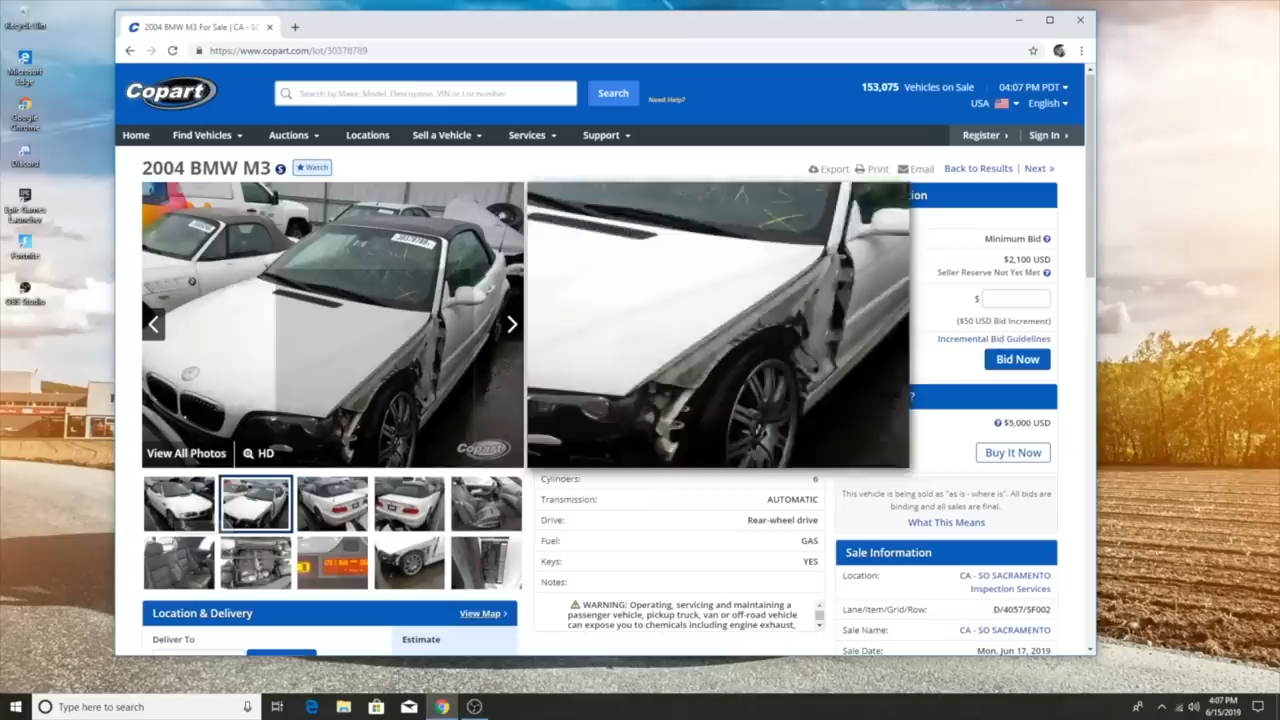 Recycle Bin
Microsoft Edge
Google Chrome
Discord
Epic Games Launcher
Fortnite
OBS Studio
2004 BMW M3 For Sale | CA - SO
https://www.copart.com/lot/30378789
Copart
Search by Make, Model, Description, VIN or Lot number
Search
Need Help?
153,075 Vehicles on Sale
04:07 PM PDT
USA
English
Home
Find Vehicles
Auctions
Locations
Sell a Vehicle
Services
Support
Register
Sign In
2004 BMW M3
Watch
Export
Print
Email
Back to Results
Next »
30378789
View All Photos
HD
Copart
ion
Minimum Bid
$2,100 USD
Seller Reserve Not Yet Met
$
($50 USD Bid Increment)
Incremental Bid Guidelines
Bid Now
?
$5,000 USD
Buy It Now
This vehicle is being sold as "as is - where is". All bids are
binding and all sales are final.
What This Means
Cylinders: 6
Transmission: AUTOMATIC
Drive: Rear-wheel drive
Fuel: GAS
Keys: YES
Notes:
WARNING: Operating, servicing and maintaining a
passenger vehicle, pickup truck, van or off-road vehicle
can expose you to chemicals including engine exhaust,
Sale Information
Location: CA - SO SACRAMENTO
Inspection Services
Lane/Item/Grid/Row: D/4057/SF002
Sale Name: CA - SO SACRAMENTO
Sale Date: Mon. Jun 17, 2019
Location & Delivery
View Map
Deliver To
Estimate
Type here to search
4:07 PM
6/15/2019